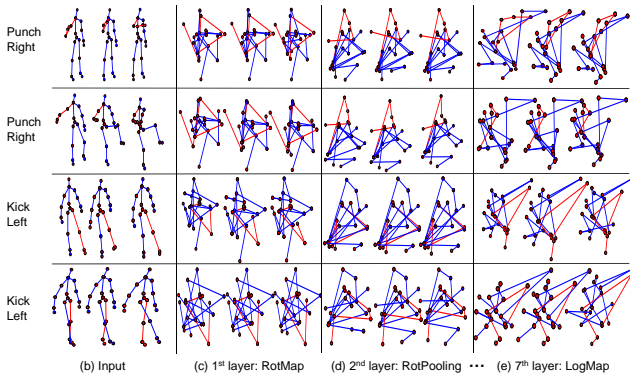 Punch
Right
Punch
Right
Kick
Left
Kick
Left
(b) Input (c) 1st layer: RotMap (d) 2nd layer: RotPooling ··· (e) 7th layer: LogMap